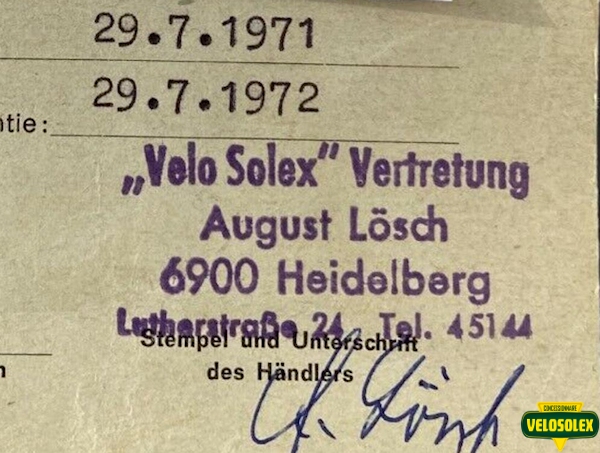 29.7.1971
29.7.1972
tie:
„Velo Solex" Vertretung
August Lösch
6900 Heidelberg
Lutherstraße 24 Tel. 45144
Stempel und Unterschrift
des Händlers
n
A. Lösch
CONCESSIONNAIRE
VELOSOLEX